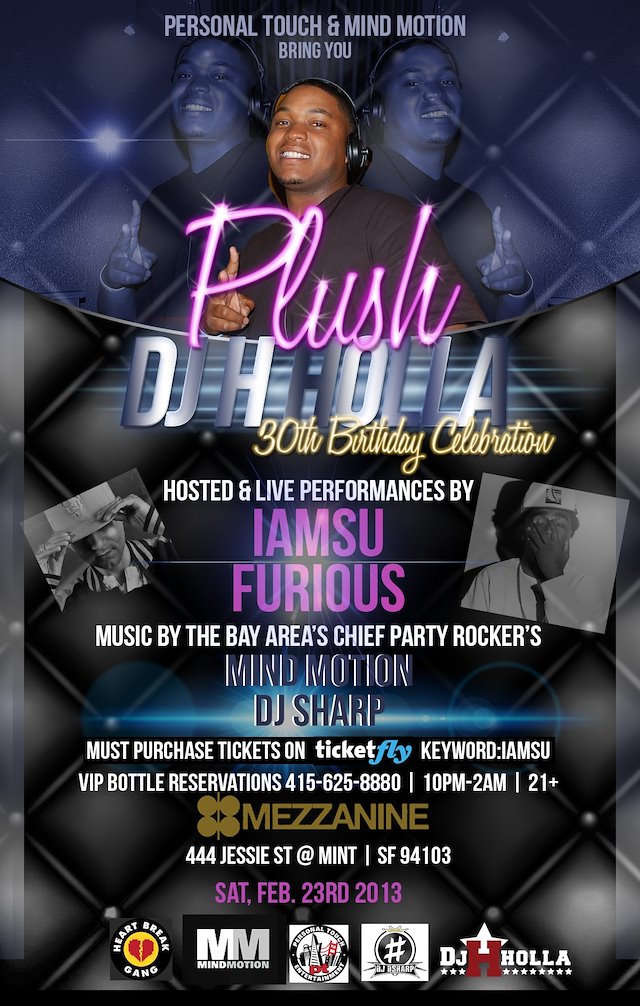 PERSONAL TOUCH & MIND MOTION
BRING YOU
Plush
DJ H HOLLA
30th Birthday Celebration
HOSTED & LIVE PERFORMANCES BY
IAMSU
FURIOUS
MUSIC BY THE BAY AREA'S CHIEF PARTY ROCKER'S
MIND MOTION
DJ SHARP
MUST PURCHASE TICKETS ON ticketfly KEYWORD:IAMSU
VIP BOTTLE RESERVATIONS 415-625-8880 | 10PM-2AM | 21+
MEZZANINE
444 JESSIE ST @ MINT | SF 94103
SAT, FEB. 23RD 2013
HEART BREAK
GANG
MM
MINDMOTION
PERSONAL TOUCH
ENTERTAINMENT
#
DJ #SHARP
DJ H HOLLA